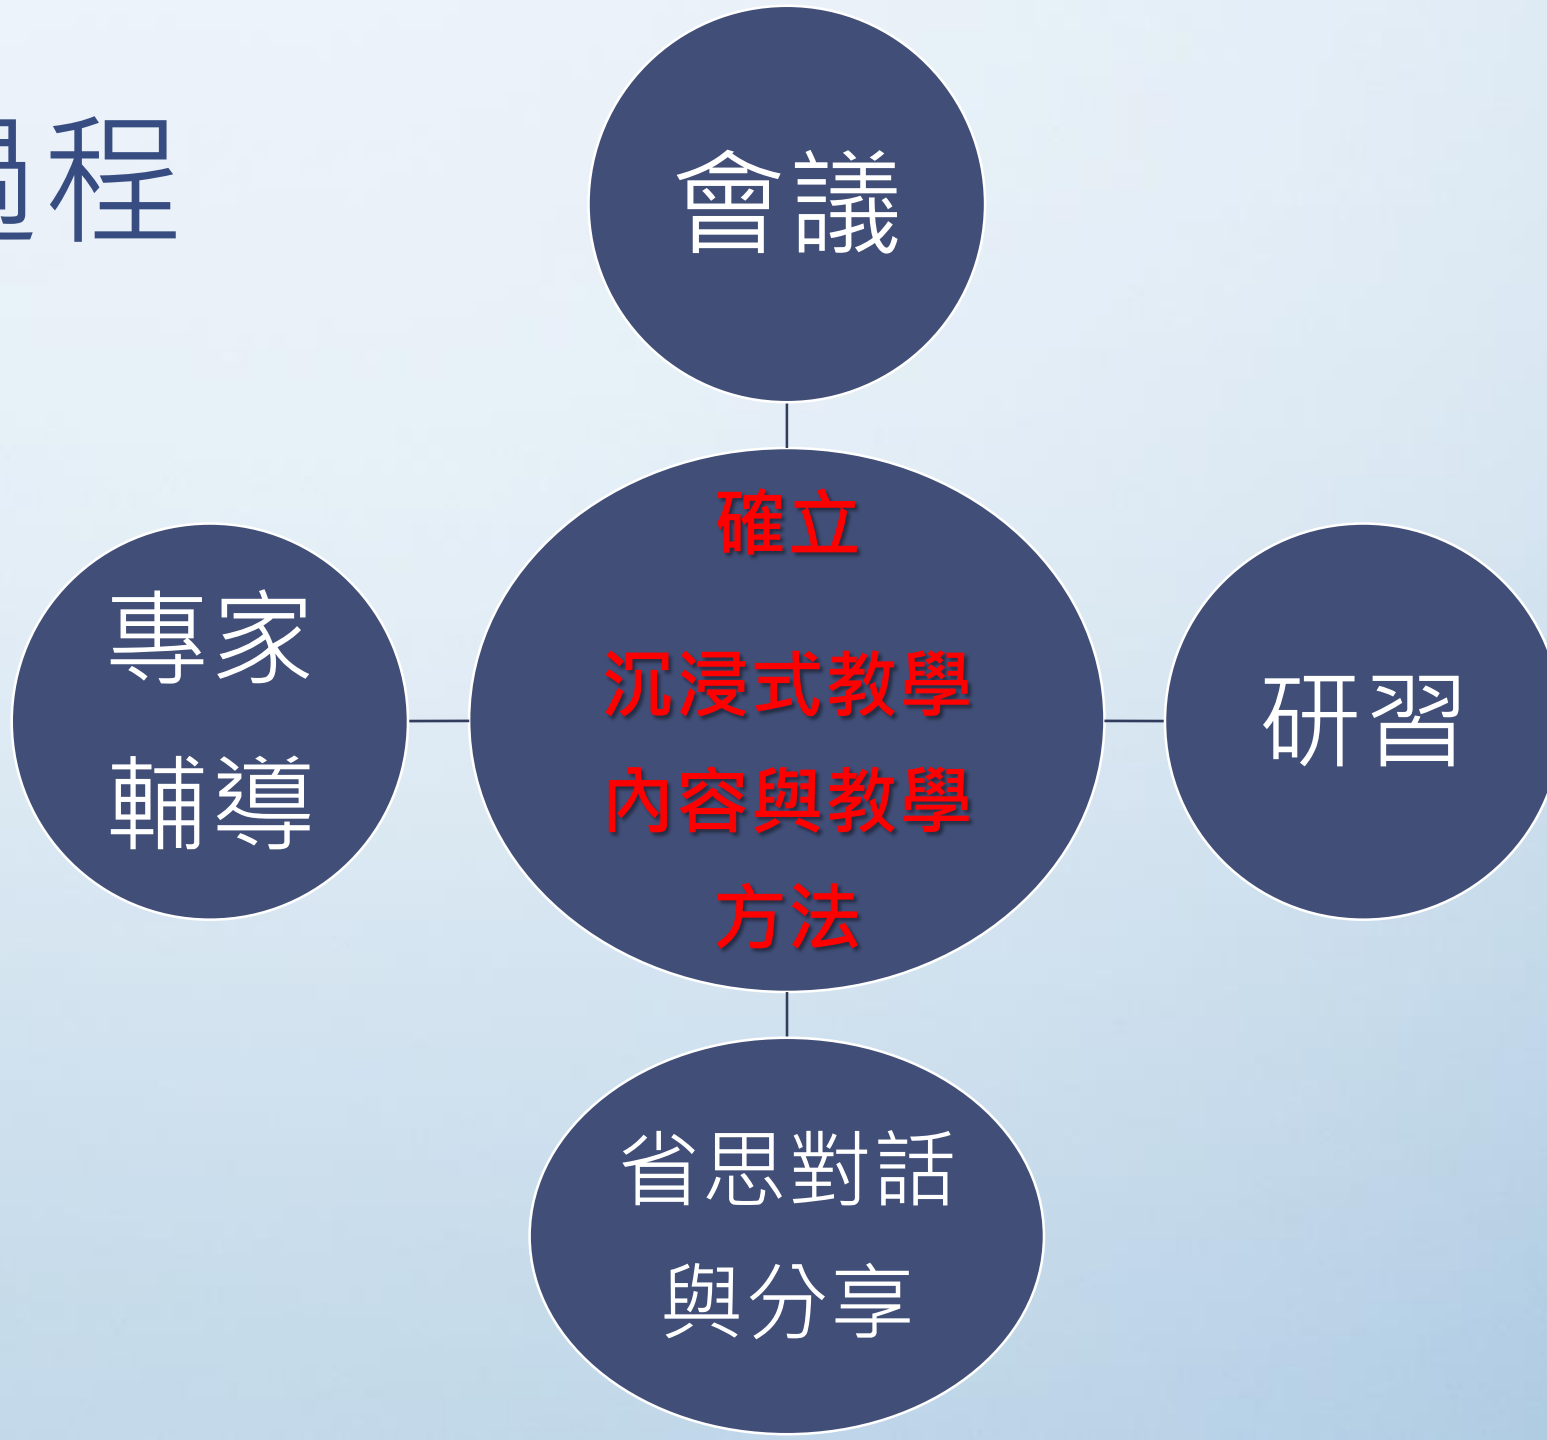 過程
會議
確立
沉浸式教學
內容與教學
方法
專家
輔導
研習
省思對話
與分享